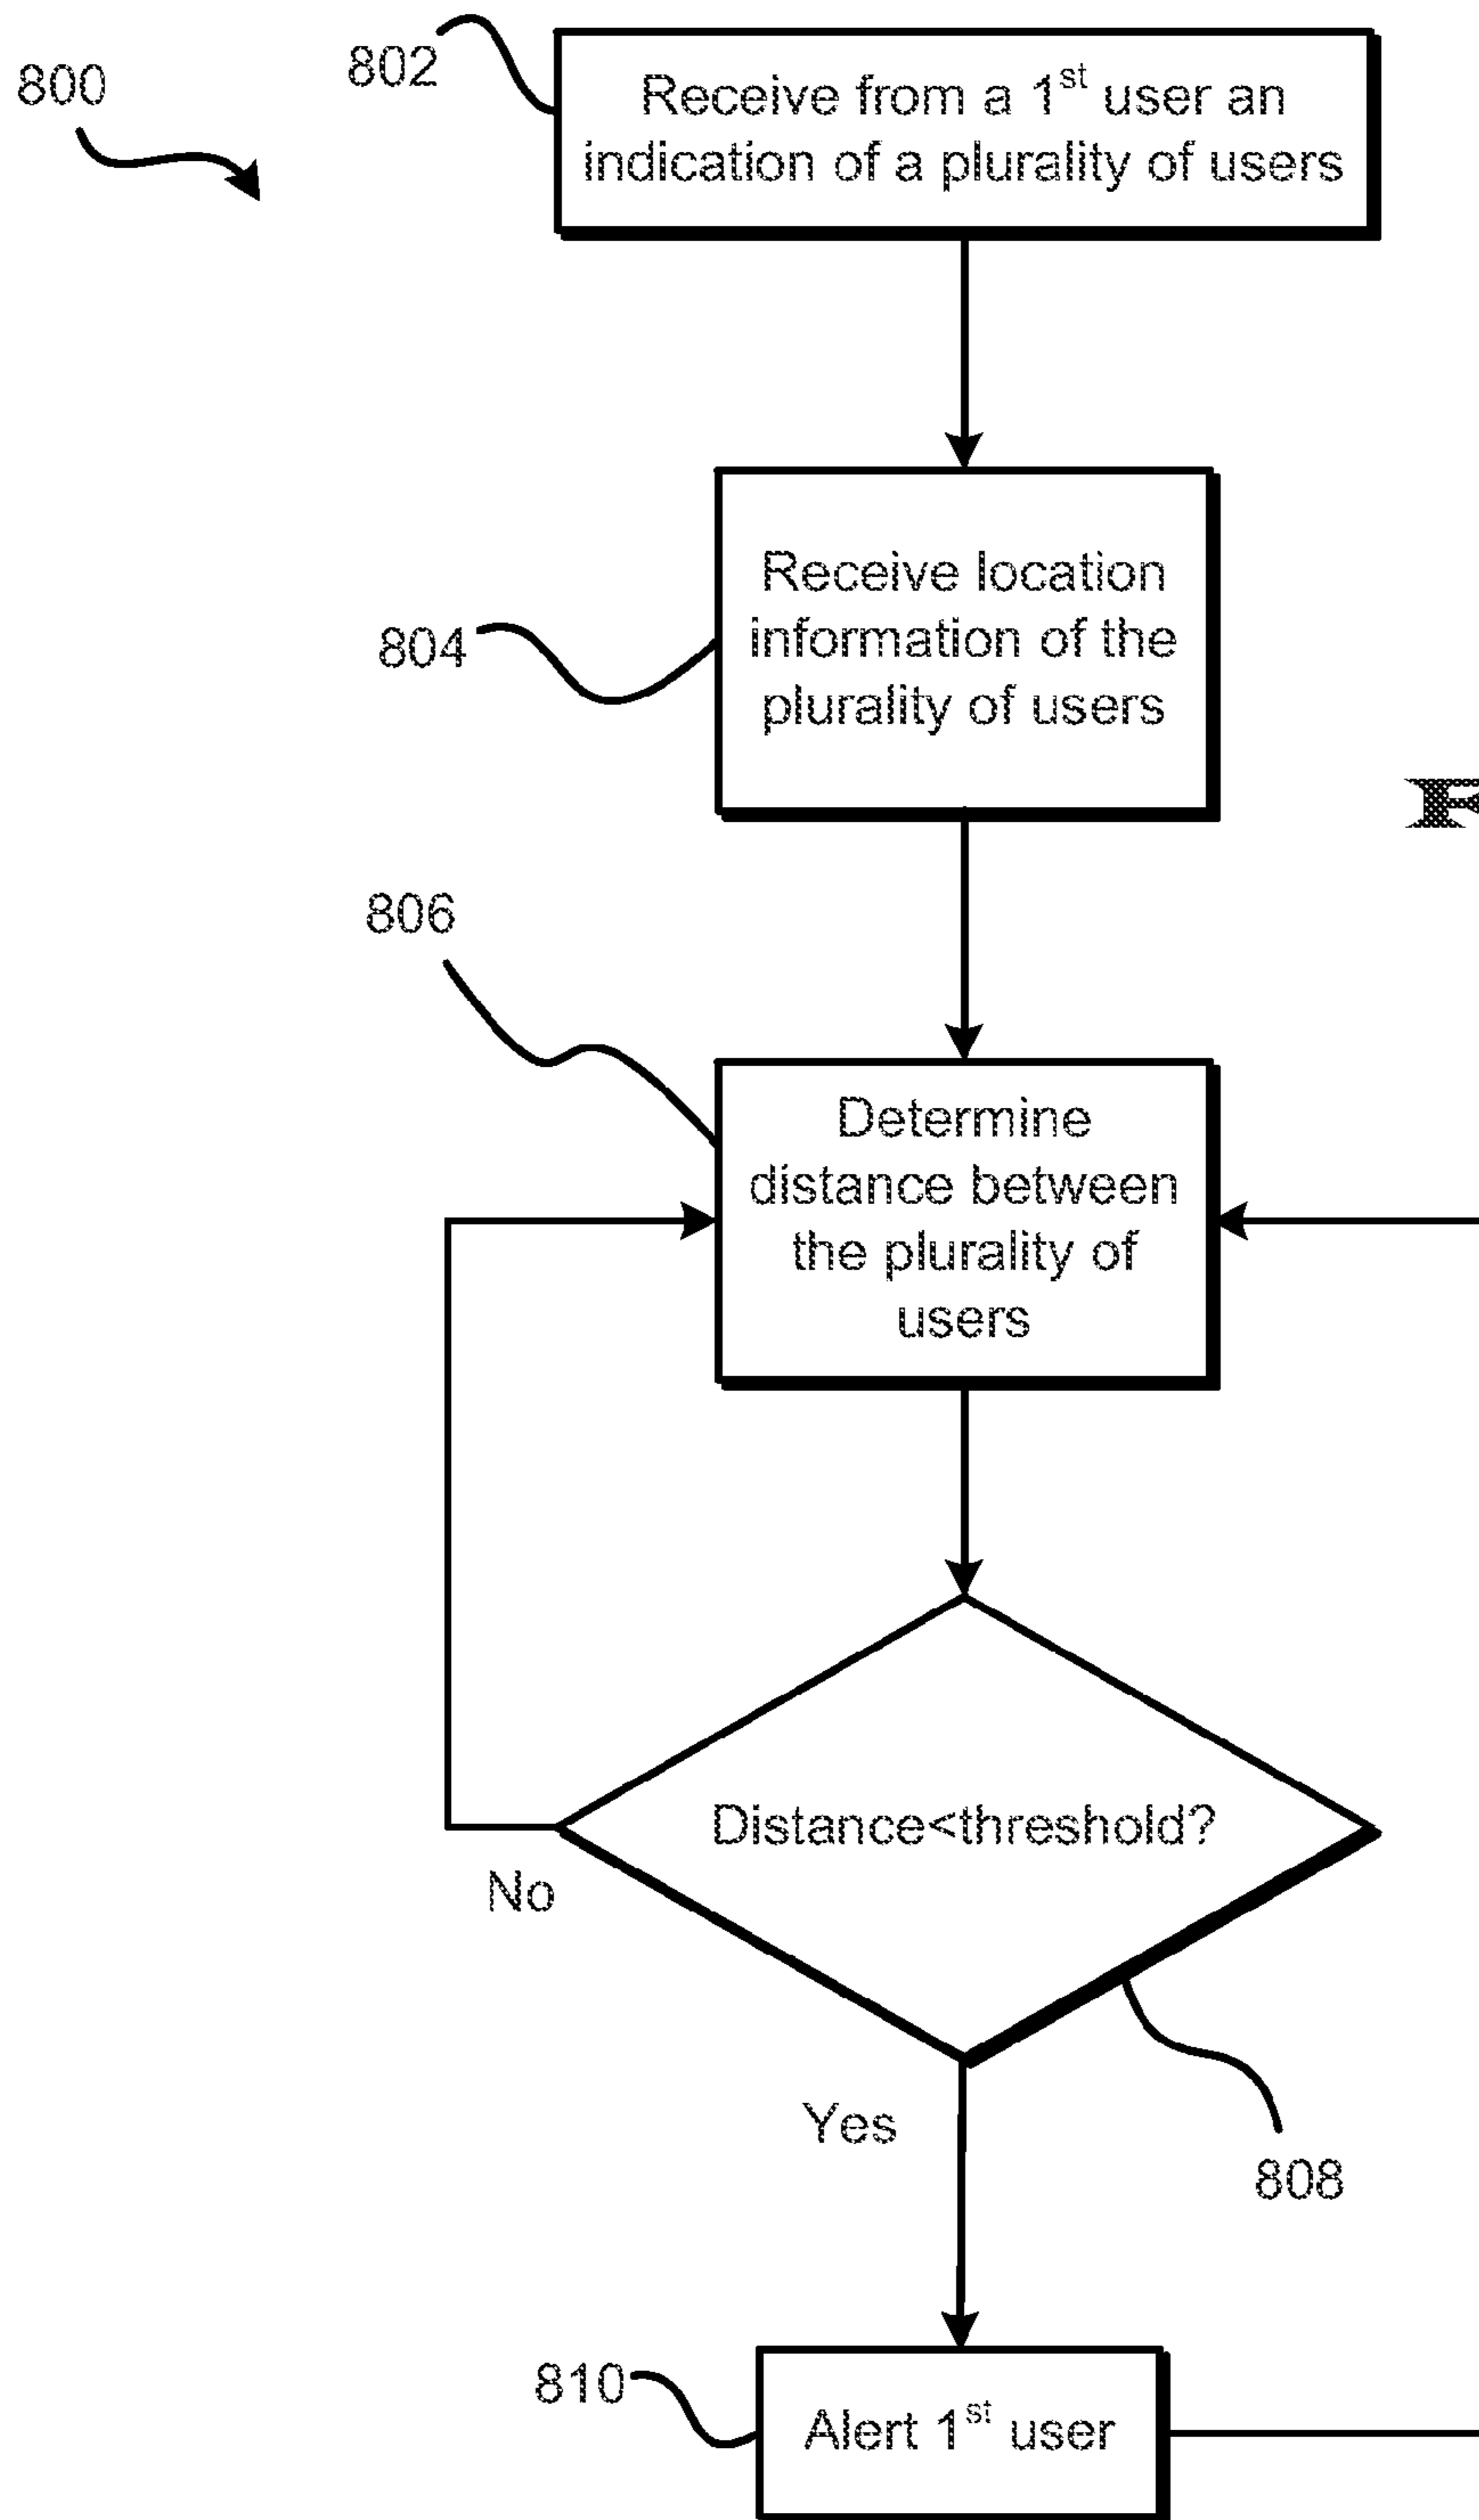 800
802
Receive from a 1st user an
indication of a plurality of users
804
Receive location
information of the
plurality of users
806
Determine
distance between
the plurality of
users
Distance<threshold?
No
Yes
808
810
Alert 1st user